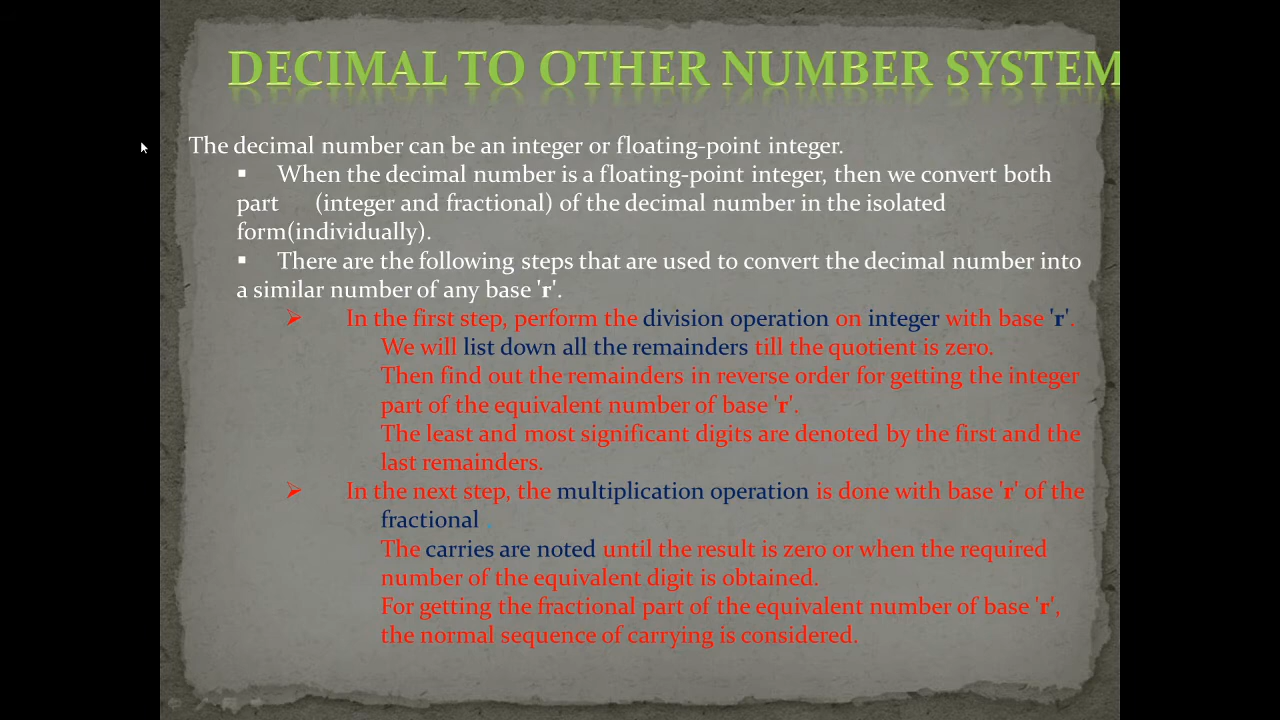 DECIMAL TO OTHER NUMBER SYSTEM
The decimal number can be an integer or floating-point integer.
▪ When the decimal number is a floating-point integer, then we convert both
part (integer and fractional) of the decimal number in the isolated
form(individually).
▪ There are the following steps that are used to convert the decimal number into
a similar number of any base 'r'.
➢ In the first step, perform the division operation on integer with base 'r'.
We will list down all the remainders till the quotient is zero.
Then find out the remainders in reverse order for getting the integer
part of the equivalent number of base 'r'.
The least and most significant digits are denoted by the first and the
last remainders.
➢ In the next step, the multiplication operation is done with base 'r' of the
fractional .
The carries are noted until the result is zero or when the required
number of the equivalent digit is obtained.
For getting the fractional part of the equivalent number of base 'r',
the normal sequence of carrying is considered.